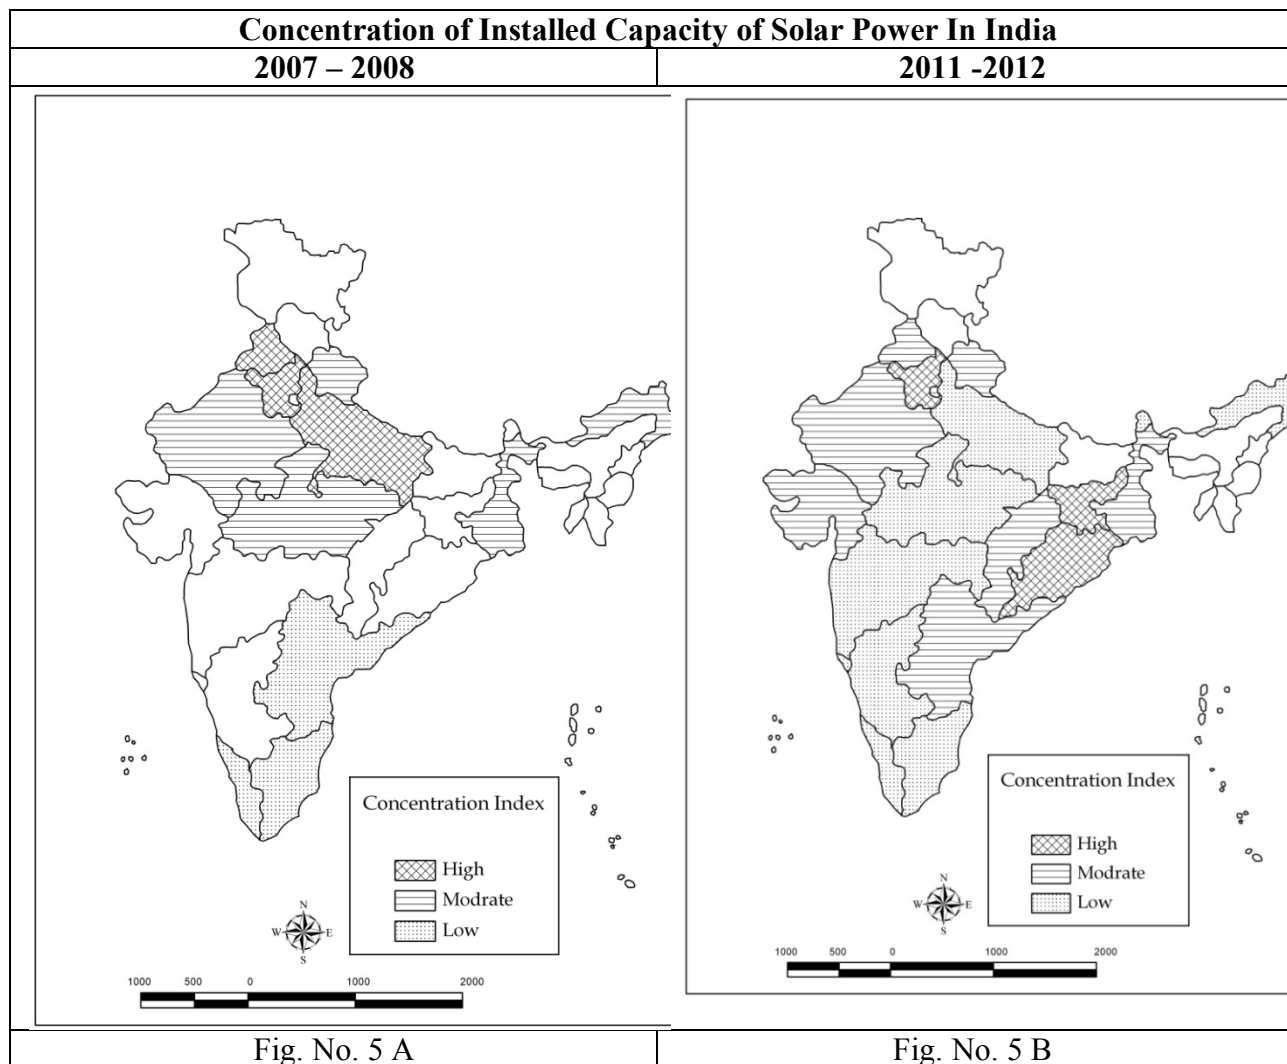 Concentration of Installed Capacity of Solar Power In India
2007 – 2008
2011 -2012
Concentration Index
High
Modrate
Low
N
W E
S
1000 500 0 1000 2000
Concentration Index
High
Modrate
Low
N
W E
S
1000 500 0 1000 2000
Fig. No. 5 A
Fig. No. 5 B